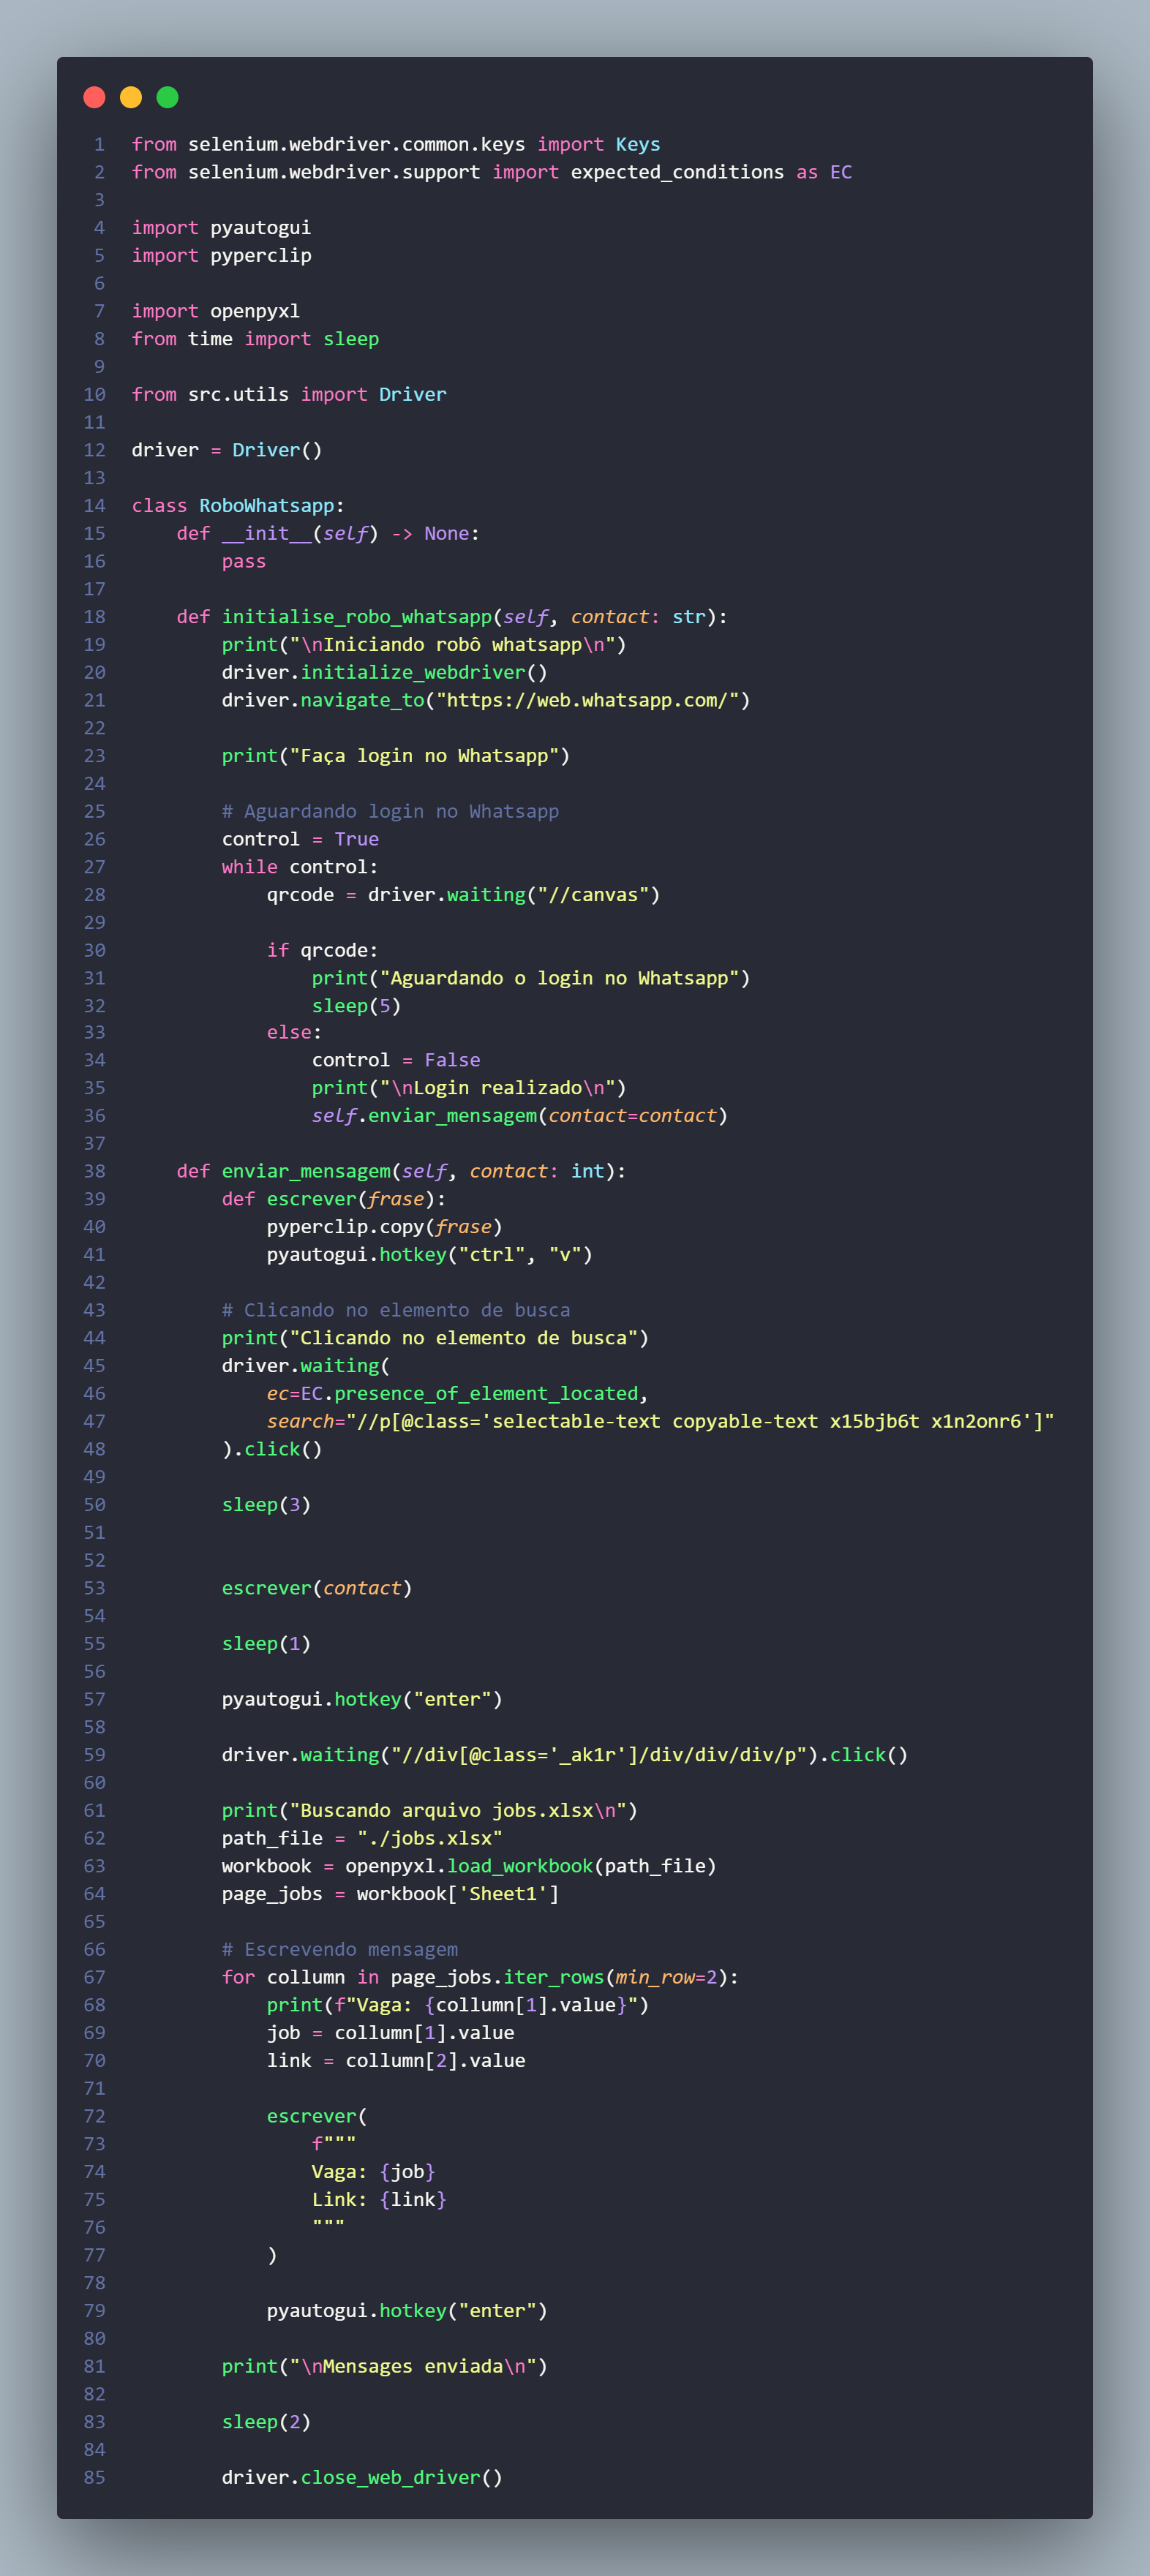 1 from selenium.webdriver.common.keys import Keys
2 from selenium.webdriver.support import expected_conditions as EC
3
4 import pyautogui
5 import pyperclip
6
7 import openpyxl
8 from time import sleep
9
10 from src.utils import Driver
11
12 driver = Driver()
13
14 class RoboWhatsapp:
15     def __init__(self) -> None:
16         pass
17
18     def initialise_robo_whatsapp(self, contact: str):
19         print("\nIniciando robô whatsapp\n")
20         driver.initialize_webdriver()
21         driver.navigate_to("https://web.whatsapp.com/")
22
23         print("Faça login no Whatsapp")
24
25         # Aguardando login no Whatsapp
26         control = True
27         while control:
28             qrcode = driver.waiting("//canvas")
29
30             if qrcode:
31                 print("Aguardando o login no Whatsapp")
32                 sleep(5)
33             else:
34                 control = False
35                 print("\nLogin realizado\n")
36                 self.enviar_mensagem(contact=contact)
37
38     def enviar_mensagem(self, contact: int):
39         def escrever(frase):
40             pyperclip.copy(frase)
41             pyautogui.hotkey("ctrl", "v")
42
43         # Clicando no elemento de busca
44         print("Clicando no elemento de busca")
45         driver.waiting(
46             ec=EC.presence_of_element_located,
47             search="//p[@class='selectable-text copyable-text x15bjb6t x1n2onr6']"
48         ).click()
49
50         sleep(3)
51
52
53         escrever(contact)
54
55         sleep(1)
56
57         pyautogui.hotkey("enter")
58
59         driver.waiting("//div[@class='_ak1r']/div/div/div/p").click()
60
61         print("Buscando arquivo jobs.xlsx\n")
62         path_file = "./jobs.xlsx"
63         workbook = openpyxl.load_workbook(path_file)
64         page_jobs = workbook['Sheet1']
65
66         # Escrevendo mensagem
67         for collumn in page_jobs.iter_rows(min_row=2):
68             print(f"Vaga: {collumn[1].value}")
69             job = collumn[1].value
70             link = collumn[2].value
71
72             escrever(
73                 f"""
74                 Vaga: {job}
75                 Link: {link}
76                 """
77             )
78
79             pyautogui.hotkey("enter")
80
81         print("\nMensages enviada\n")
82
83         sleep(2)
84
85         driver.close_web_driver()